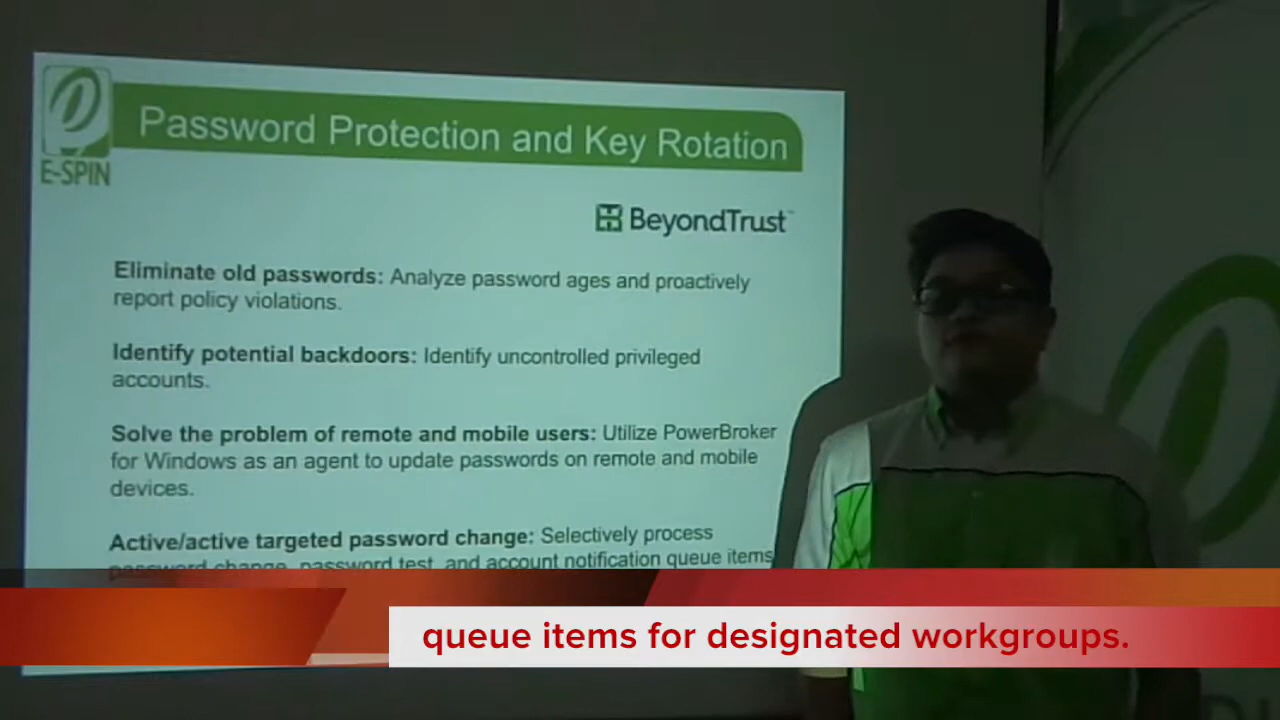 Password Protection and Key Rotation
E-SPIN
BeyondTrust™
Eliminate old passwords: Analyze password ages and proactively
report policy violations.
Identify potential backdoors: Identify uncontrolled privileged
accounts.
Solve the problem of remote and mobile users: Utilize PowerBroker
for Windows as an agent to update passwords on remote and mobile
devices.
Active/active targeted password change: Selectively process
password change, password test, and account notification queue items
queue items for designated workgroups.